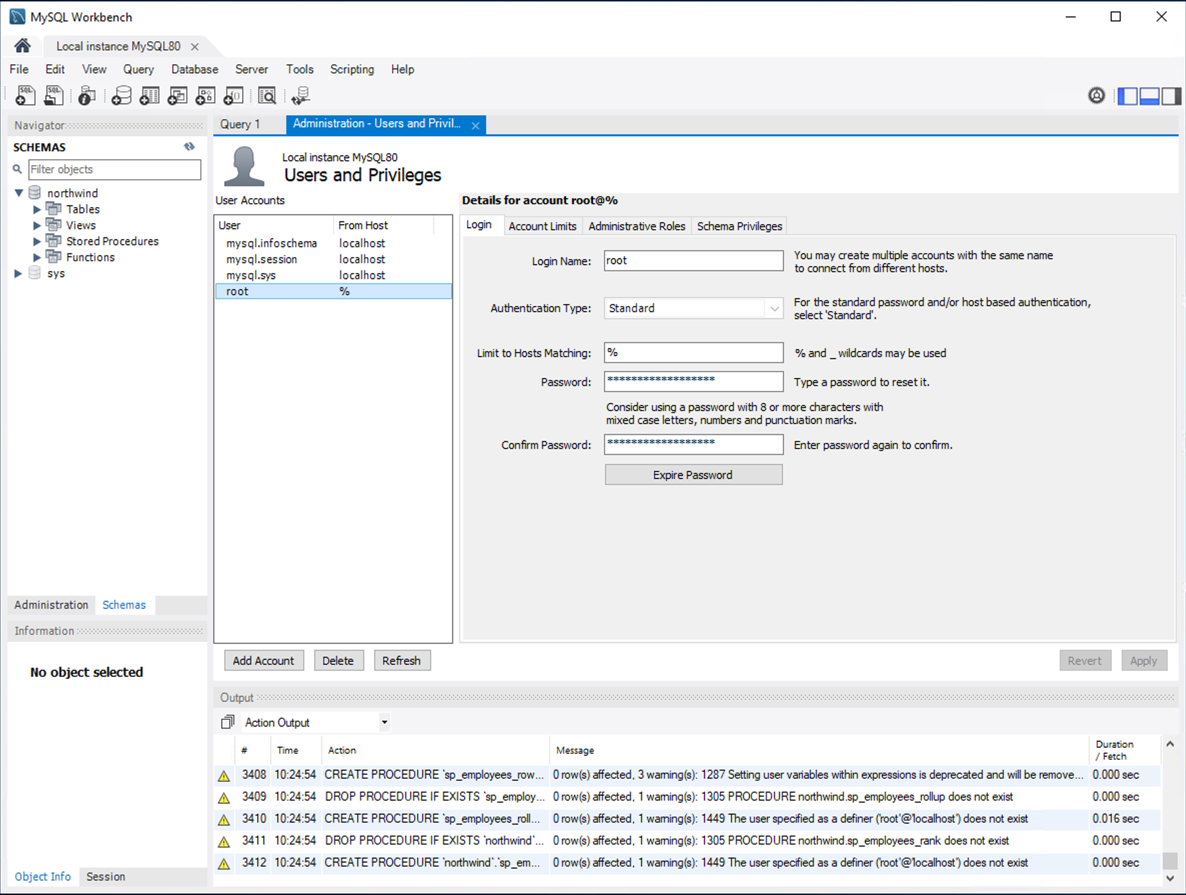 MySQL Workbench
Local instance MySQL80
File Edit View Query Database Server Tools Scripting Help
Navigator
SCHEMAS
Filter objects
northwind
Tables
Views
Stored Procedures
Functions
sys
Administration Schemas
Information
No object selected
Object Info Session
Query 1 Administration - Users and Privil...
Local instance MySQL80
Users and Privileges
User Accounts
User From Host
mysql.infoschema localhost
mysql.session localhost
mysql.sys localhost
root %
Add Account Delete Refresh
Details for account root@%
Login Account Limits Administrative Roles Schema Privileges
Login Name: root
You may create multiple accounts with the same name
to connect from different hosts.
Authentication Type: Standard
For the standard password and/or host based authentication,
select 'Standard'.
Limit to Hosts Matching: % % and _ wildcards may be used
Password: ****************** Type a password to reset it.
Consider using a password with 8 or more characters with
mixed case letters, numbers and punctuation marks.
Confirm Password: ****************** Enter password again to confirm.
Expire Password
Revert Apply
Output
Action Output
# Time Action Message Duration / Fetch
3408 10:24:54 CREATE PROCEDURE `sp_employees_row... 0 row(s) affected, 3 warning(s): 1287 Setting user variables within expressions is deprecated and will be remove... 0.000 sec
3409 10:24:54 DROP PROCEDURE IF EXISTS `sp_employ... 0 row(s) affected, 1 warning(s): 1305 PROCEDURE northwind.sp_employees_rollup does not exist 0.000 sec
3410 10:24:54 CREATE PROCEDURE `sp_employees_roll... 0 row(s) affected, 1 warning(s): 1449 The user specified as a definer ('root'@'localhost') does not exist 0.016 sec
3411 10:24:54 DROP PROCEDURE IF EXISTS `northwind`... 0 row(s) affected, 1 warning(s): 1305 PROCEDURE northwind.sp_employees_rank does not exist 0.000 sec
3412 10:24:54 CREATE PROCEDURE `northwind`.`sp_em... 0 row(s) affected, 1 warning(s): 1449 The user specified as a definer ('root'@'localhost') does not exist 0.000 sec